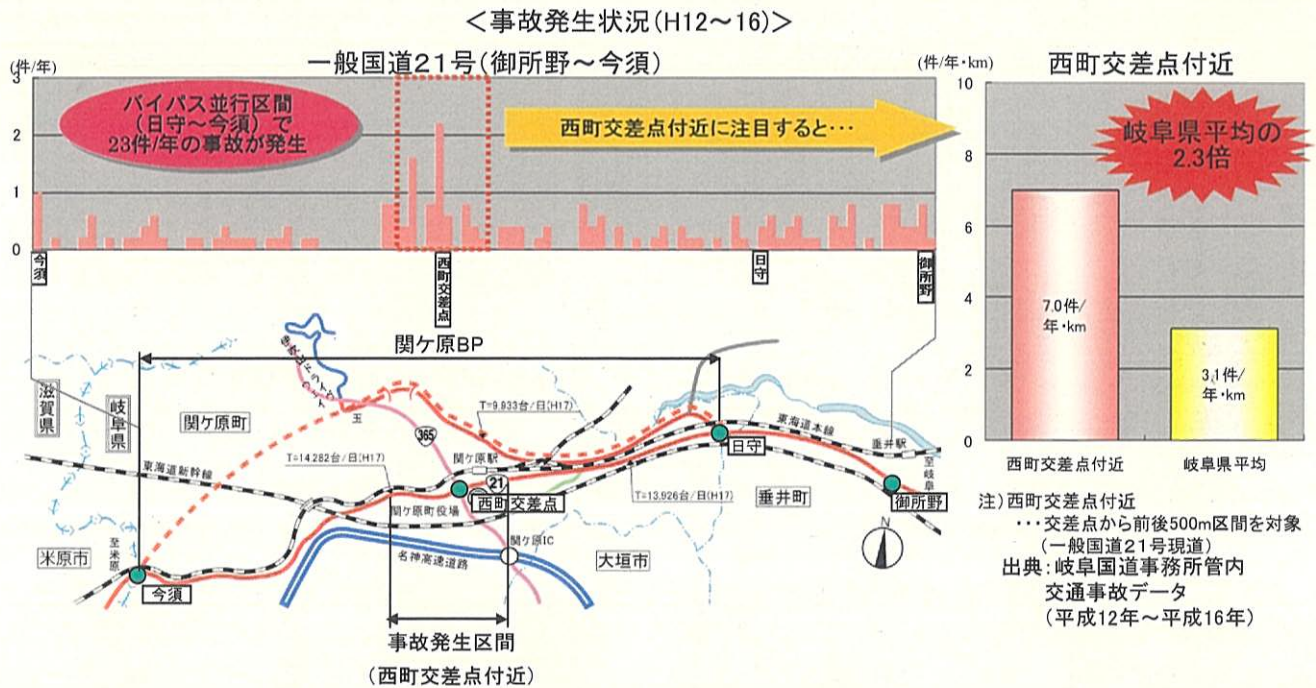 ＜事故発生状況(H12～16)＞
一般国道21号(御所野～今須)
(件/年)
3
2
1
0
バイパス並行区間
(日守～今須)で
23件/年の事故が発生
西町交差点付近に注目すると…
今須
西町交差点
日守
御所野
(件/年・km)
西町交差点付近
10
8
6
4
2
0
岐阜県平均の
2.3倍
7.0件/
年・km
3.1件/
年・km
西町交差点付近
岐阜県平均
注)西町交差点付近
…交差点から前後500m区間を対象
(一般国道21号現道)
出典:岐阜国道事務所管内
交通事故データ
(平成12年～平成16年)
関ケ原BP
滋賀県
岐阜県
関ケ原町
玉
T=9,933台/日(H17)
365
東海道本線
垂井駅
関ケ原駅
日守
至岐阜
東海道新幹線
T=14,282台/日(H17)
21
西町交差点
T=13,926台/日(H17)
垂井町
御所野
関ケ原町役場
米原市
至米原
名神高速道路
関ケ原IC
大垣市
N
今須
事故発生区間
(西町交差点付近)